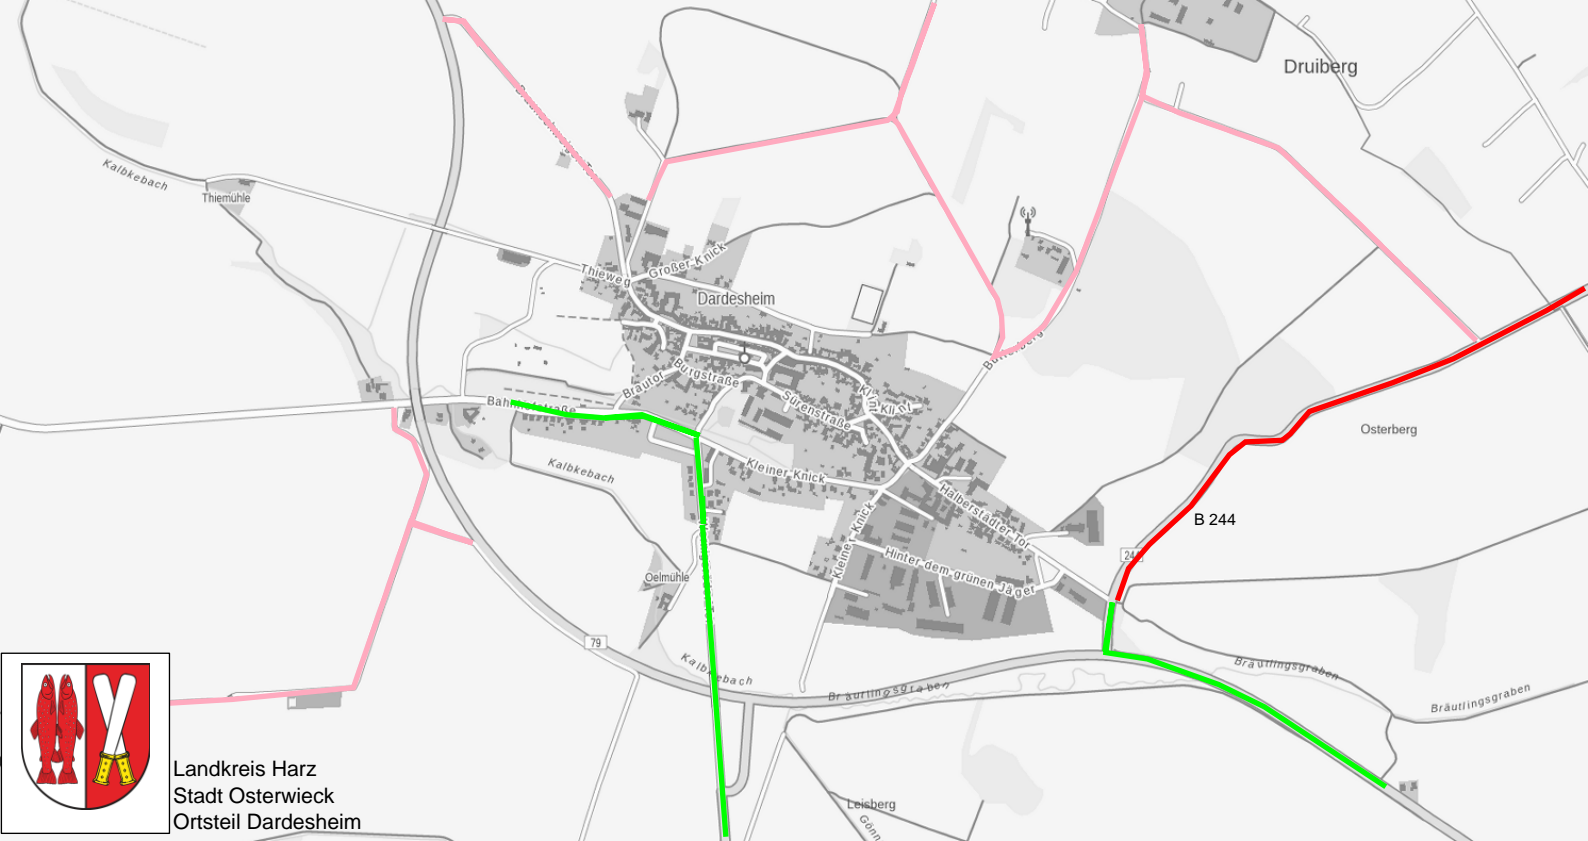 Druiberg
Kalbkebach
Thiemühle
Thieweg
Großer-Knick
Dardesheim
Burgstraße
Brautor
Bahnhofstraße
Sürenstraße
Kalbkebach
Kleiner-Knick
Kleiner-Knick
Halberstädter-Tor
Hinter-dem-grünen-Jäger
Osterberg
B 244
Oelmühle
79
Kalbkebach
Bräutlingsgraben
Bräutlingsgraben
Bräutlingsgraben
Leisberg
Landkreis Harz
Stadt Osterwieck
Ortsteil Dardesheim